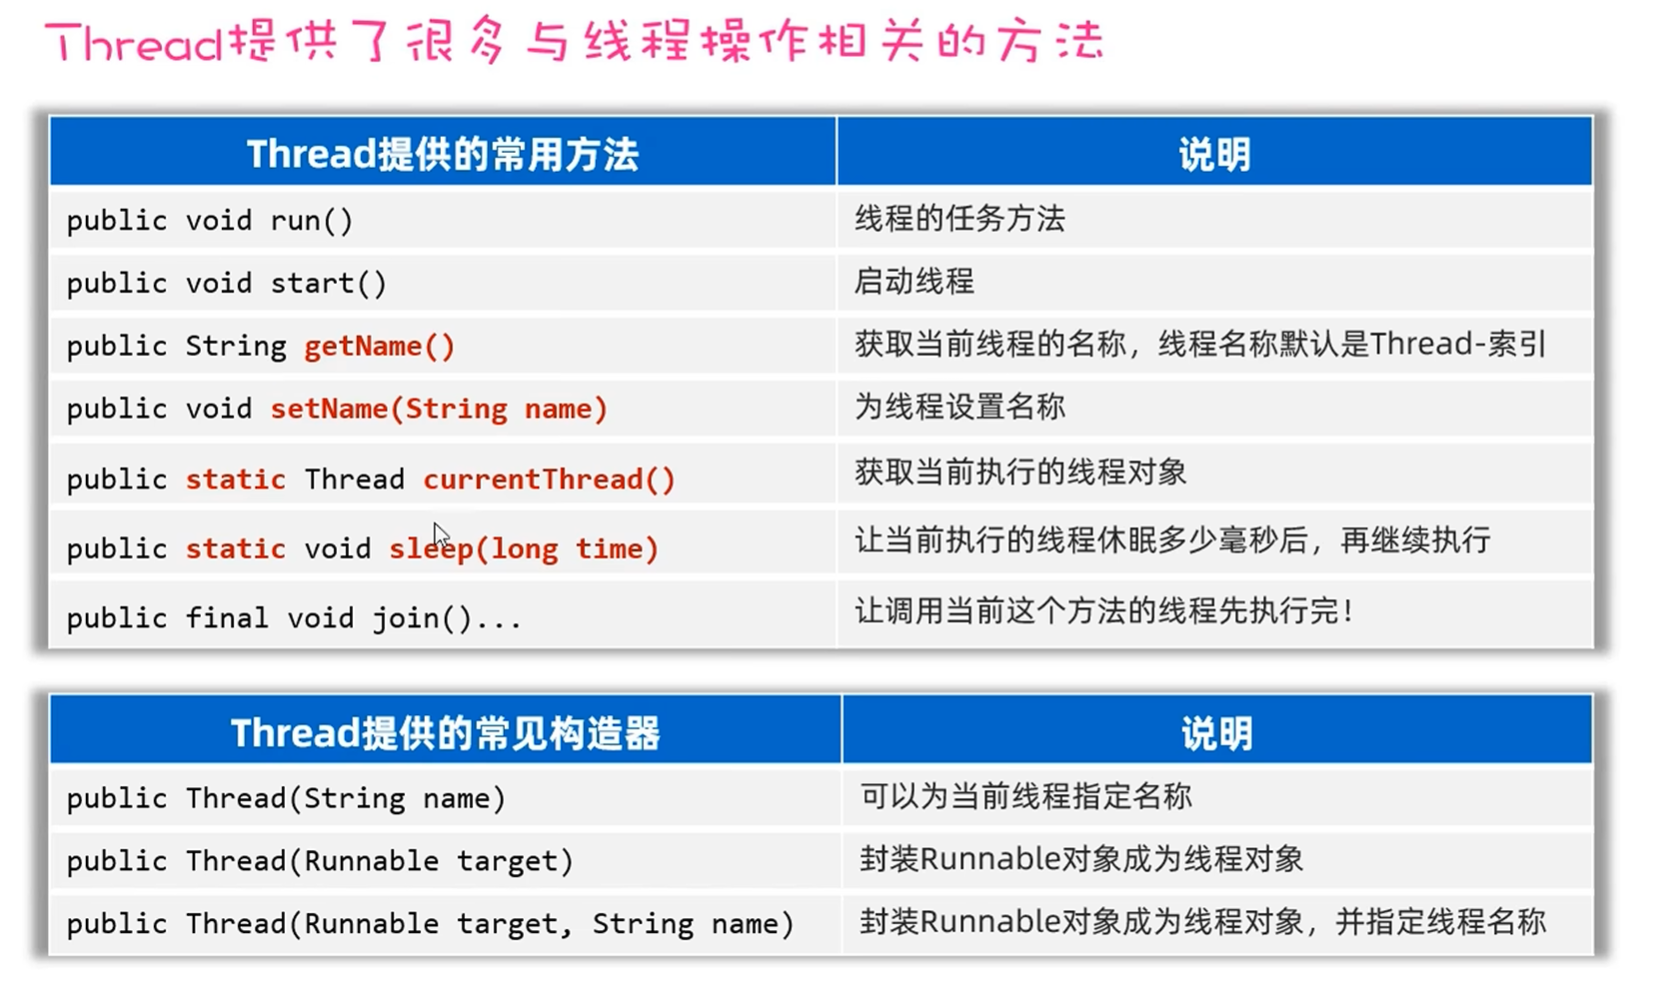 Thread提供了很多与线程操作相关的方法
Thread提供的常用方法 说明
public void run() 线程的任务方法
public void start() 启动线程
public String getName() 获取当前线程的名称，线程名称默认是Thread-索引
public void setName(String name) 为线程设置名称
public static Thread currentThread() 获取当前执行的线程对象
public static void sleep(long time) 让当前执行的线程休眠多少毫秒后，再继续执行
public final void join()... 让调用当前这个方法的线程先执行完！
Thread提供的常见构造器 说明
public Thread(String name) 可以为当前线程指定名称
public Thread(Runnable target) 封装Runnable对象成为线程对象
public Thread(Runnable target, String name) 封装Runnable对象成为线程对象，并指定线程名称